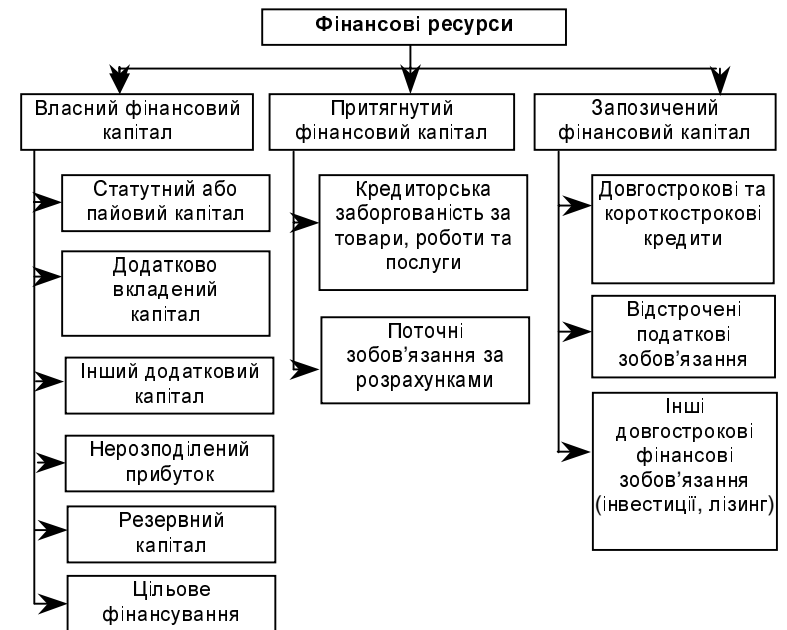 Фінансові ресурси
Власний фінансовий
капітал
Статутний або
пайовий капітал
Додатково
вкладений
капітал
Інший додатковий
капітал
Нерозподілений
прибуток
Резервний
капітал
Цільове
фінансування
Притягнутий
фінансовий капітал
Кредиторська
заборгованість за
товари, роботи та
послуги
Поточні
зобов’язання за
розрахунками
Запозичений
фінансовий капітал
Довгострокові та
короткострокові
кредити
Відстрочені
податкові
зобов’язання
Інші
довгострокові
фінансові
зобов’язання
(інвестиції, лізинг)